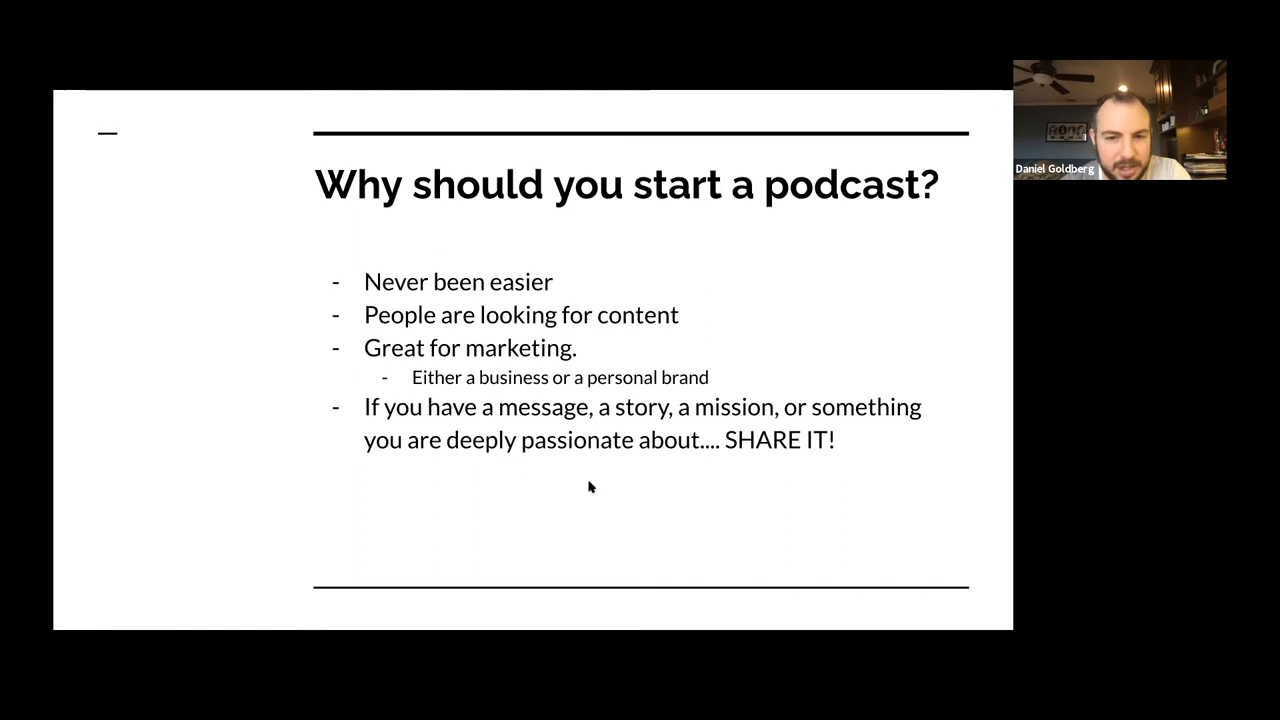 Why should you start a podcast?
- Never been easier
- People are looking for content
- Great for marketing.
- Either a business or a personal brand
- If you have a message, a story, a mission, or something
you are deeply passionate about.... SHARE IT!
Daniel Goldberg